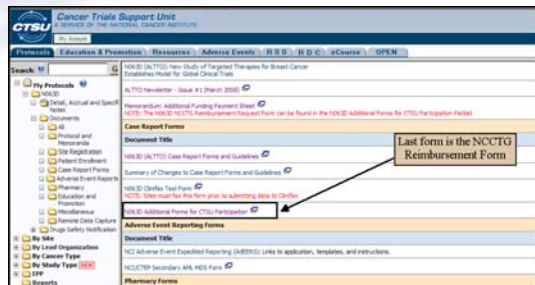 CTSU
Cancer Trials
Support Unit
A SERVICE OF THE NATIONAL CANCER INSTITUTE
My Account
Protocols Education & Promotion Resources Adverse Events RSS RDC eCourse OPEN
Search:
My Protocols
N063D
Detail, Accrual and Specific Notes
Documents
All
Protocol and Memoranda
Site Registration
Patient Enrollment
Case Report Forms
Adverse Event Reports
Pharmacy
Education and Promotion
Miscellaneous
Remote Data Capture
Drugs Safety Notification
By Site
By Lead Organization
By Cancer Type
By Study Type NEW
EPP
Reports
N063D (ALTTO): New Study of Targeted Therapies for Breast Cancer
Establishes Model for Global Clinical Trials
ALTTO Newsletter - Issue #1 (March 2008)
Memorandum: Additional Funding Payment Sheet
NOTE: The N063D NCCTG Reimbursement Request Form can be found in the N063D Additional Forms for CTSU Participation Packet
Case Report Forms
Document Title
N063D (ALTTO) Case Report Forms and Guidelines
Summary of Changes to Case Report Forms and Guidelines
N063D Clinfax Test Form
NOTE: Sites must fax this form prior to submitting data to Clinfax
N063D Additional Forms for CTSU Participation
Adverse Event Reporting Forms
Document Title
NCI Adverse Event Expedited Reporting (AdEERS): Links to application, templates, and instructions.
NCI/CTEP Secondary AML-MDS Form
Pharmacy Forms
Last form is the NCCTG
Reimbursement Form